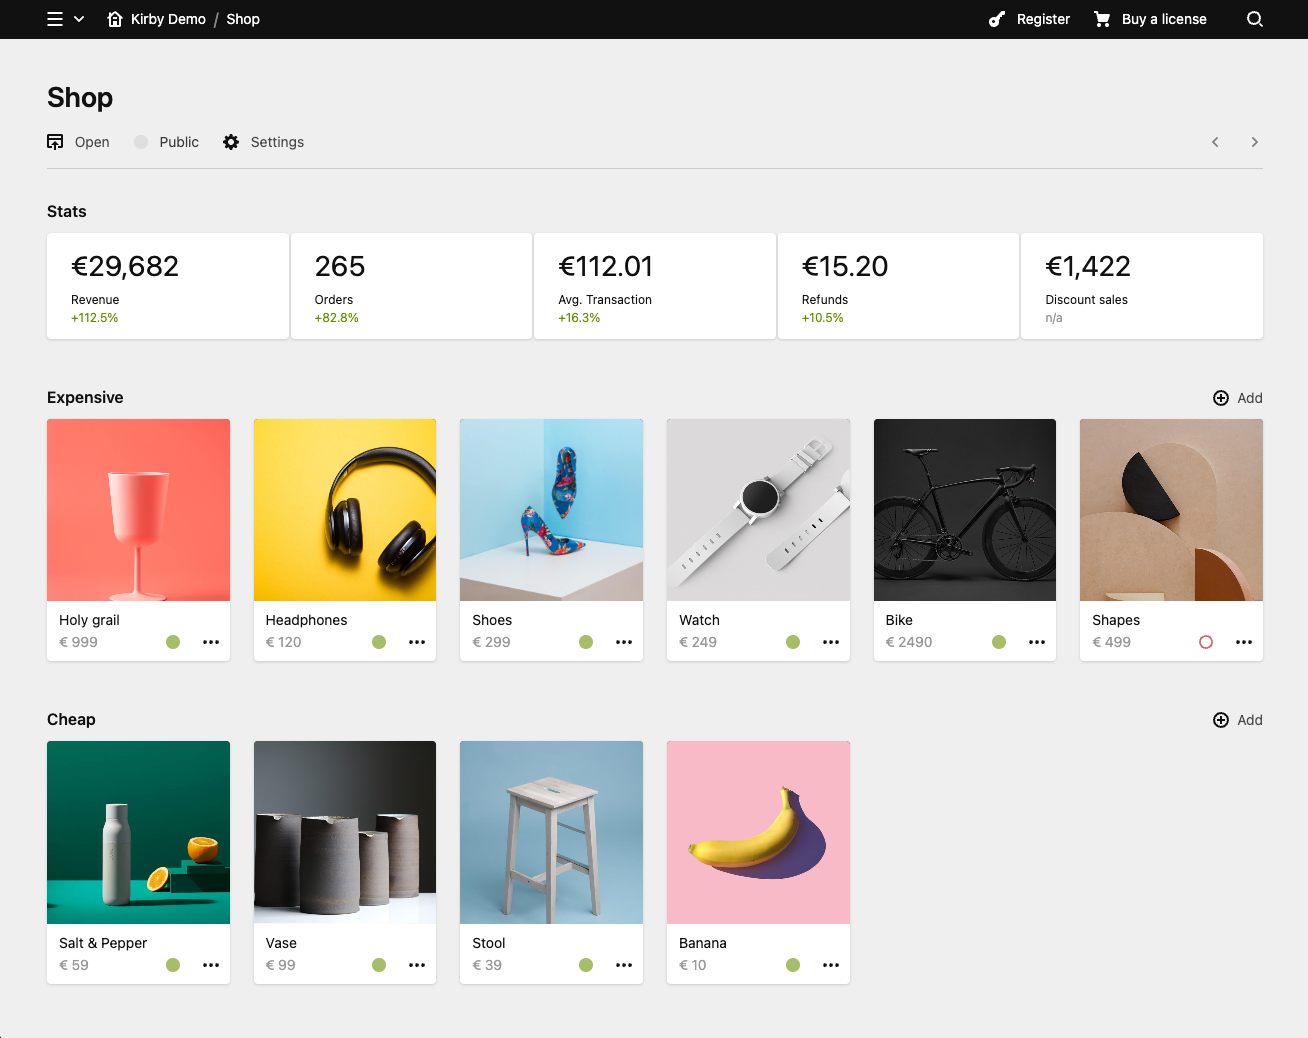 Kirby Demo / Shop
Register
Buy a license
Shop
Open
Public
Settings
Stats
€29,682
Revenue
+112.5%
265
Orders
+82.8%
€112.01
Avg. Transaction
+16.3%
€15.20
Refunds
+10.5%
€1,422
Discount sales
n/a
Expensive
Add
Holy grail
€ 999
Headphones
€ 120
Shoes
€ 299
Watch
€ 249
Bike
€ 2490
Shapes
€ 499
Cheap
Add
Salt & Pepper
€ 59
Vase
€ 99
Stool
€ 39
Banana
€ 10